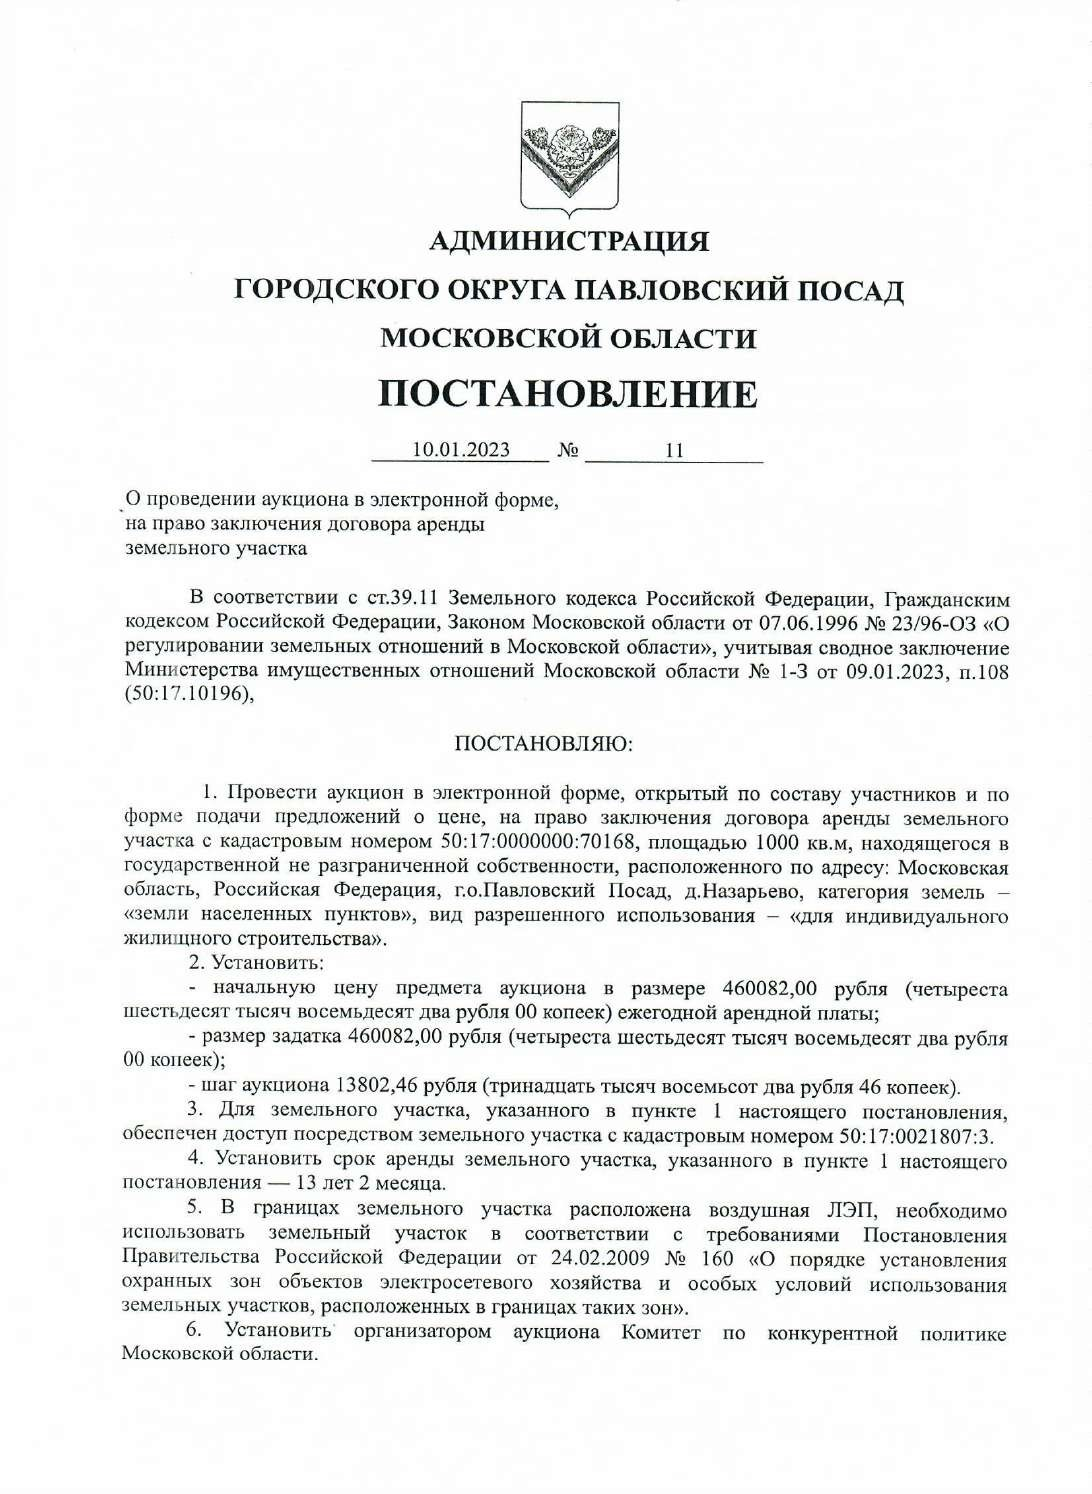 АДМИНИСТРАЦИЯ
ГОРОДСКОГО ОКРУГА ПАВЛОВСКИЙ ПОСАД
МОСКОВСКОЙ ОБЛАСТИ
ПОСТАНОВЛЕНИЕ
10.01.2023 № 11
О проведении аукциона в электронной форме,
на право заключения договора аренды
земельного участка
В соответствии с ст.39.11 Земельного кодекса Российской Федерации, Гражданским
кодексом Российской Федерации, Законом Московской области от 07.06.1996 № 23/96-ОЗ «О
регулировании земельных отношений в Московской области», учитывая сводное заключение
Министерства имущественных отношений Московской области № 1-З от 09.01.2023, п.108
(50:17.10196),
ПОСТАНОВЛЯЮ:
1. Провести аукцион в электронной форме, открытый по составу участников и по
форме подачи предложений о цене, на право заключения договора аренды земельного
участка с кадастровым номером 50:17:0000000:70168, площадью 1000 кв.м, находящегося в
государственной не разграниченной собственности, расположенного по адресу: Московская
область, Российская Федерация, г.о.Павловский Посад, д.Назарьево, категория земель –
«земли населенных пунктов», вид разрешенного использования – «для индивидуального
жилищного строительства».
2. Установить:
- начальную цену предмета аукциона в размере 460082,00 рубля (четыреста
шестьдесят тысяч восемьдесят два рубля 00 копеек) ежегодной арендной платы;
- размер задатка 460082,00 рубля (четыреста шестьдесят тысяч восемьдесят два рубля
00 копеек);
- шаг аукциона 13802,46 рубля (тринадцать тысяч восемьсот два рубля 46 копеек).
3. Для земельного участка, указанного в пункте 1 настоящего постановления,
обеспечен доступ посредством земельного участка с кадастровым номером 50:17:0021807:3.
4. Установить срок аренды земельного участка, указанного в пункте 1 настоящего
постановления — 13 лет 2 месяца.
5. В границах земельного участка расположена воздушная ЛЭП, необходимо
использовать земельный участок в соответствии с требованиями Постановления
Правительства Российской Федерации от 24.02.2009 № 160 «О порядке установления
охранных зон объектов электросетевого хозяйства и особых условий использования
земельных участков, расположенных в границах таких зон».
6. Установить организатором аукциона Комитет по конкурентной политике
Московской области.